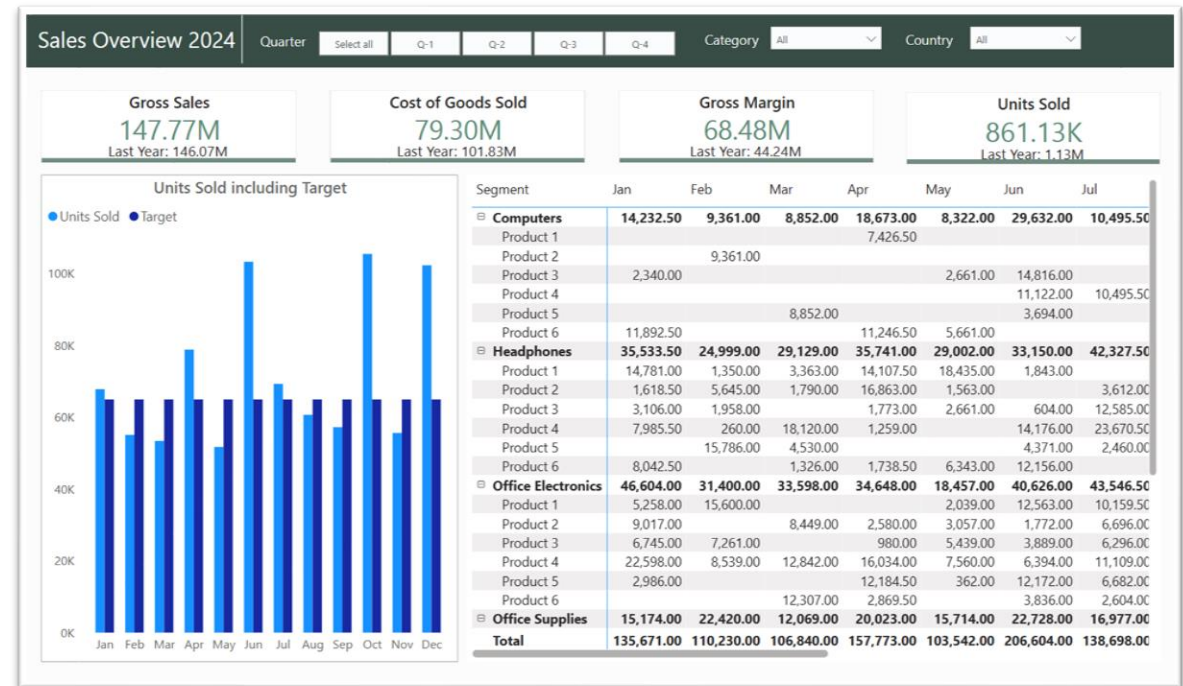 Sales Overview 2024 Quarter Select all Q-1 Q-2 Q-3 Q-4 Category All Country All
Gross Sales
147.77M
Last Year: 146.07M
Cost of Goods Sold
79.30M
Last Year: 101.83M
Gross Margin
68.48M
Last Year: 44.24M
Units Sold
861.13K
Last Year: 1.13M
Units Sold including Target
Units Sold Target
100K
80K
60K
40K
20K
0K
Jan Feb Mar Apr May Jun Jul Aug Sep Oct Nov Dec
Segment Jan Feb Mar Apr May Jun Jul
Computers 14,232.50 9,361.00 8,852.00 18,673.00 8,322.00 29,632.00 10,495.50
Product 1 7,426.50
Product 2 9,361.00
Product 3 2,340.00 2,661.00 14,816.00
Product 4 11,122.00 10,495.50
Product 5 8,852.00 3,694.00
Product 6 11,892.50 11,246.50 5,661.00
Headphones 35,533.50 24,999.00 29,129.00 35,741.00 29,002.00 33,150.00 42,327.50
Product 1 14,781.00 1,350.00 3,363.00 14,107.50 18,435.00 1,843.00
Product 2 1,618.50 5,645.00 1,790.00 16,863.00 1,563.00 3,612.00
Product 3 3,106.00 1,958.00 1,773.00 2,661.00 604.00 12,585.00
Product 4 7,985.50 260.00 18,120.00 1,259.00 14,176.00 23,670.50
Product 5 15,786.00 4,530.00 4,371.00 2,460.00
Product 6 8,042.50 1,326.00 1,738.50 6,343.00 12,156.00
Office Electronics 46,604.00 31,400.00 33,598.00 34,648.00 18,457.00 40,626.00 43,546.50
Product 1 5,258.00 15,600.00 2,039.00 12,563.00 10,159.50
Product 2 9,017.00 8,449.00 2,580.00 3,057.00 1,772.00 6,696.00
Product 3 6,745.00 7,261.00 980.00 5,439.00 3,889.00 6,296.00
Product 4 22,598.00 8,539.00 12,842.00 16,034.00 7,560.00 6,394.00 11,109.00
Product 5 2,986.00 12,184.50 362.00 12,172.00 6,682.00
Product 6 12,307.00 2,869.50 3,836.00 2,604.00
Office Supplies 15,174.00 22,420.00 12,069.00 20,023.00 15,714.00 22,728.00 16,977.00
Total 135,671.00 110,230.00 106,840.00 157,773.00 103,542.00 206,604.00 138,698.00